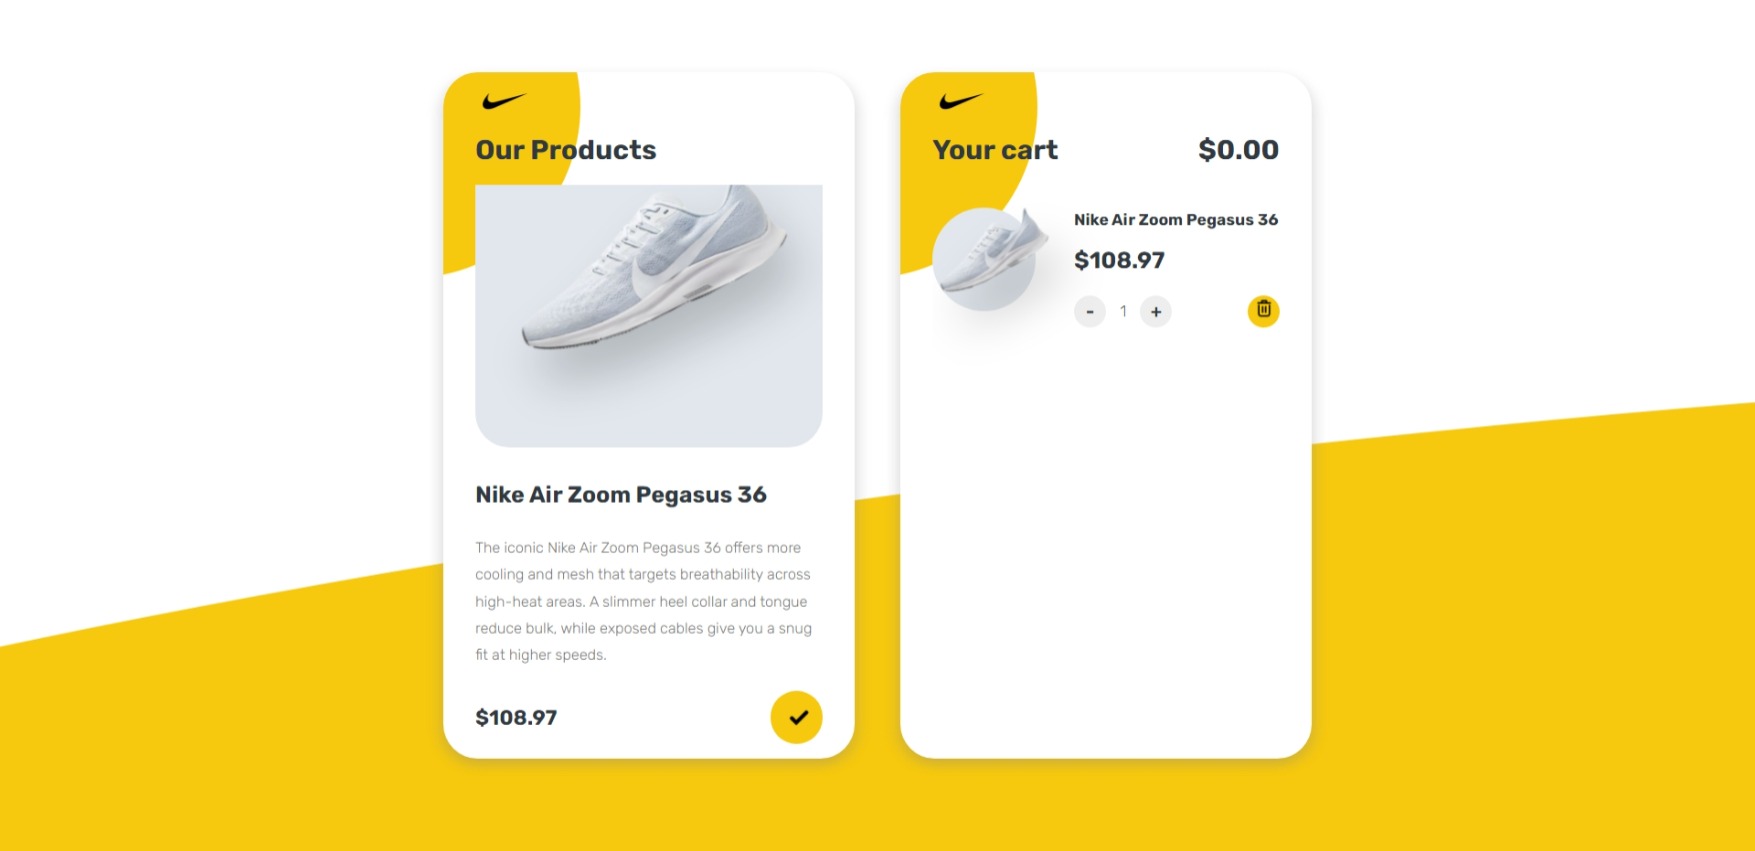 Our Products
Nike Air Zoom Pegasus 36
The iconic Nike Air Zoom Pegasus 36 offers more
cooling and mesh that targets breathability across
high-heat areas. A slimmer heel collar and tongue
reduce bulk, while exposed cables give you a snug
fit at higher speeds.
$108.97
Your cart
$0.00
Nike Air Zoom Pegasus 36
$108.97
- 1 +